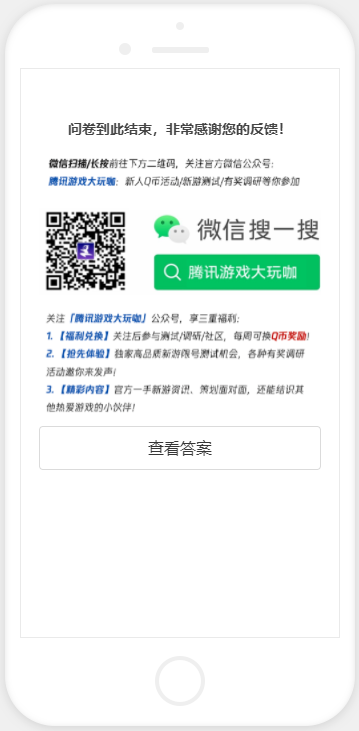 问卷到此结束，非常感谢您的反馈！
微信扫描/长按前往下方二维码，关注官方微信公众号：
腾讯游戏大玩咖：新人Q币活动/新游测试/有奖调研等你参加
微信搜一搜
腾讯游戏大玩咖
关注「腾讯游戏大玩咖」公众号，享三重福利：
1. 【福利兑换】关注后参与测试/调研/社区，每周可换Q币奖励！
2. 【抢先体验】独家高品质新游限号测试机会，各种有奖调研
活动邀你来发声！
3. 【精彩内容】官方一手新游资讯、策划面对面，还能结识其
他热爱游戏的小伙伴！
查看答案